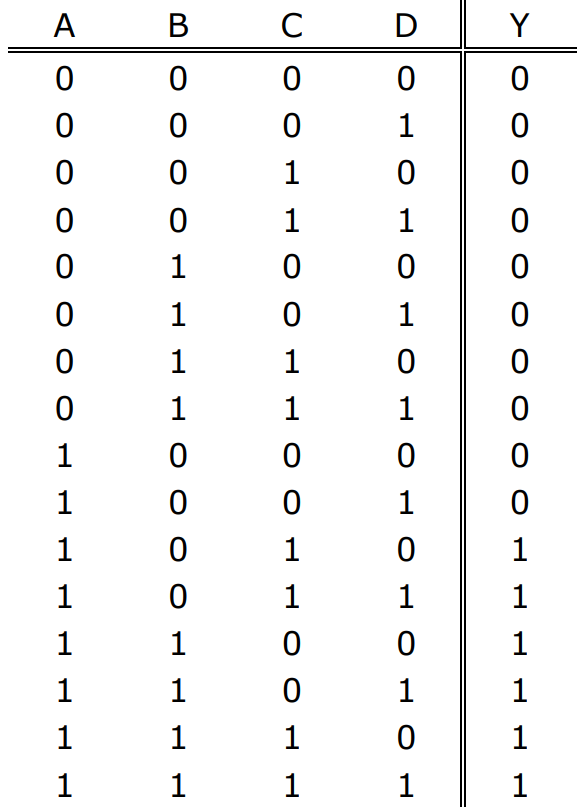 A B C D Y
0 0 0 0 0
0 0 0 1 0
0 0 1 0 0
0 0 1 1 0
0 1 0 0 0
0 1 0 1 0
0 1 1 0 0
0 1 1 1 0
1 0 0 0 0
1 0 0 1 0
1 0 1 0 1
1 0 1 1 1
1 1 0 0 1
1 1 0 1 1
1 1 1 0 1
1 1 1 1 1